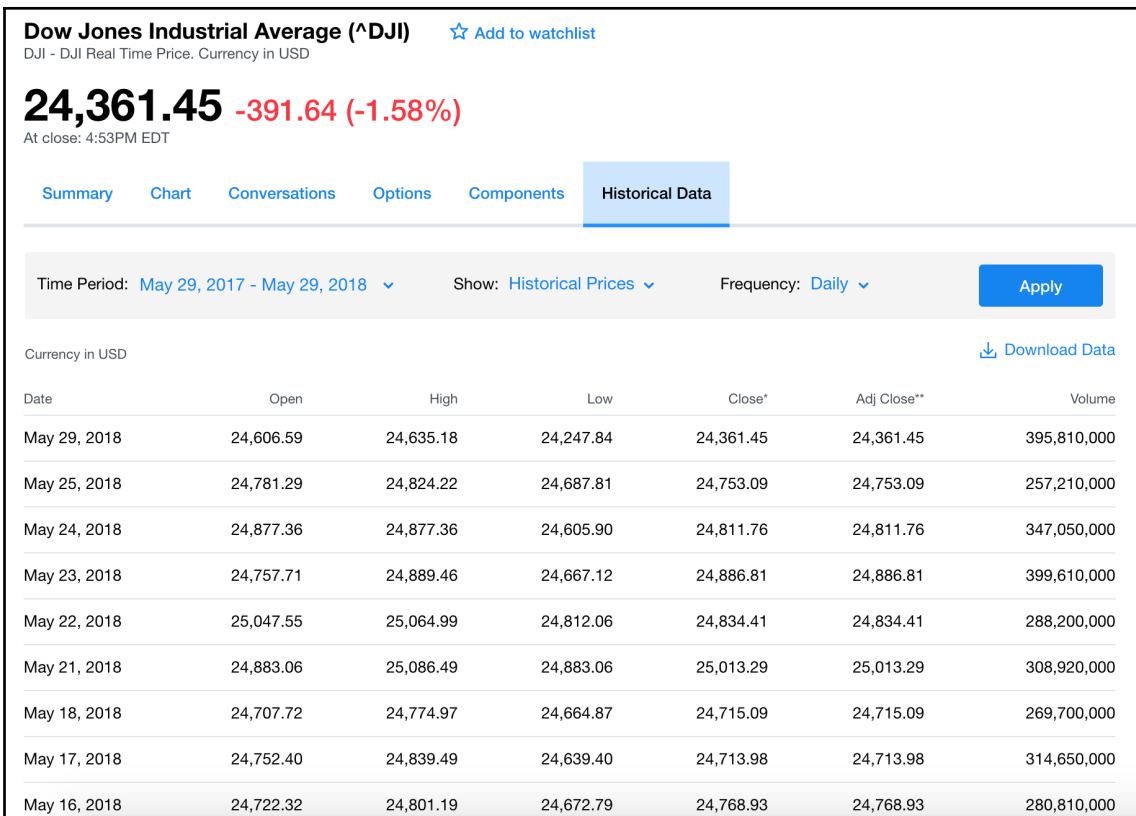 Dow Jones Industrial Average (^DJI) Add to watchlist
DJI - DJI Real Time Price. Currency in USD
24,361.45 -391.64 (-1.58%)
At close: 4:53PM EDT
Summary Chart Conversations Options Components Historical Data
Time Period: May 29, 2017 - May 29, 2018 Show: Historical Prices Frequency: Daily Apply
Currency in USD Download Data
Date Open High Low Close* Adj Close** Volume
May 29, 2018 24,606.59 24,635.18 24,247.84 24,361.45 24,361.45 395,810,000
May 25, 2018 24,781.29 24,824.22 24,687.81 24,753.09 24,753.09 257,210,000
May 24, 2018 24,877.36 24,877.36 24,605.90 24,811.76 24,811.76 347,050,000
May 23, 2018 24,757.71 24,889.46 24,667.12 24,886.81 24,886.81 399,610,000
May 22, 2018 25,047.55 25,064.99 24,812.06 24,834.41 24,834.41 288,200,000
May 21, 2018 24,883.06 25,086.49 24,883.06 25,013.29 25,013.29 308,920,000
May 18, 2018 24,707.72 24,774.97 24,664.87 24,715.09 24,715.09 269,700,000
May 17, 2018 24,752.40 24,839.49 24,639.40 24,713.98 24,713.98 314,650,000
May 16, 2018 24,722.32 24,801.19 24,672.79 24,768.93 24,768.93 280,810,000